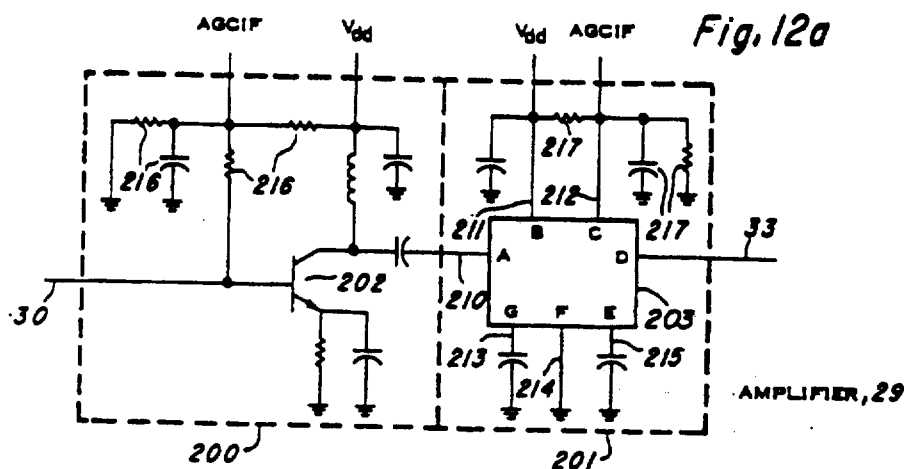 Fig. 12a
AGCIF
Vdd
Vdd
AGCIF
216
216
216
217
211
212
217
33
B
C
A
D
30
202
210
203
G
F
E
213
214
215
AMPLIFIER, 29
200
201